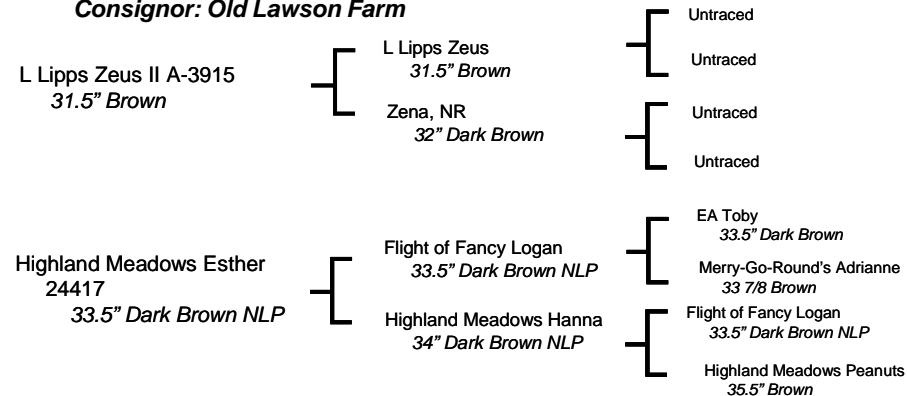 Consignor: Old Lawson Farm
L Lipps Zeus II A-3915
31.5” Brown
L Lipps Zeus
31.5” Brown
Zena, NR
32” Dark Brown
Untraced
Untraced
Untraced
Untraced
Highland Meadows Esther
24417
33.5” Dark Brown NLP
Flight of Fancy Logan
33.5” Dark Brown NLP
Highland Meadows Hanna
34” Dark Brown NLP
EA Toby
33.5” Dark Brown
Merry-Go-Round’s Adrianne
33 7/8 Brown
Flight of Fancy Logan
33.5” Dark Brown NLP
Highland Meadows Peanuts
35.5” Brown